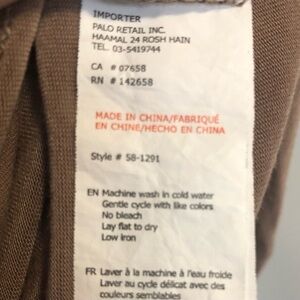 IMPORTER
PALO RETAIL INC.
HAAMAL 24 ROSH HAIN
TEL. 03-5419744
CA # 07658
RN # 142658
MADE IN CHINA/FABRIQUÉ
EN CHINE/HECHO EN CHINA
Style # 58-1291
EN Machine wash in cold water
Gentle cycle with like colors
No bleach
Lay flat to dry
Low iron
FR Laver à la machine à l'eau froide
Laver au cycle délicat avec des
couleurs semblables